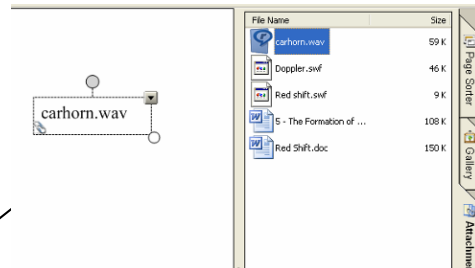 carhorn.wav
File Name Size
carhorn.wav 59 K
Doppler.swf 46 K
Red shift.swf 9 K
5 - The Formation of ... 108 K
Red Shift.doc 150 K
Page Sorter
Gallery
Attachme